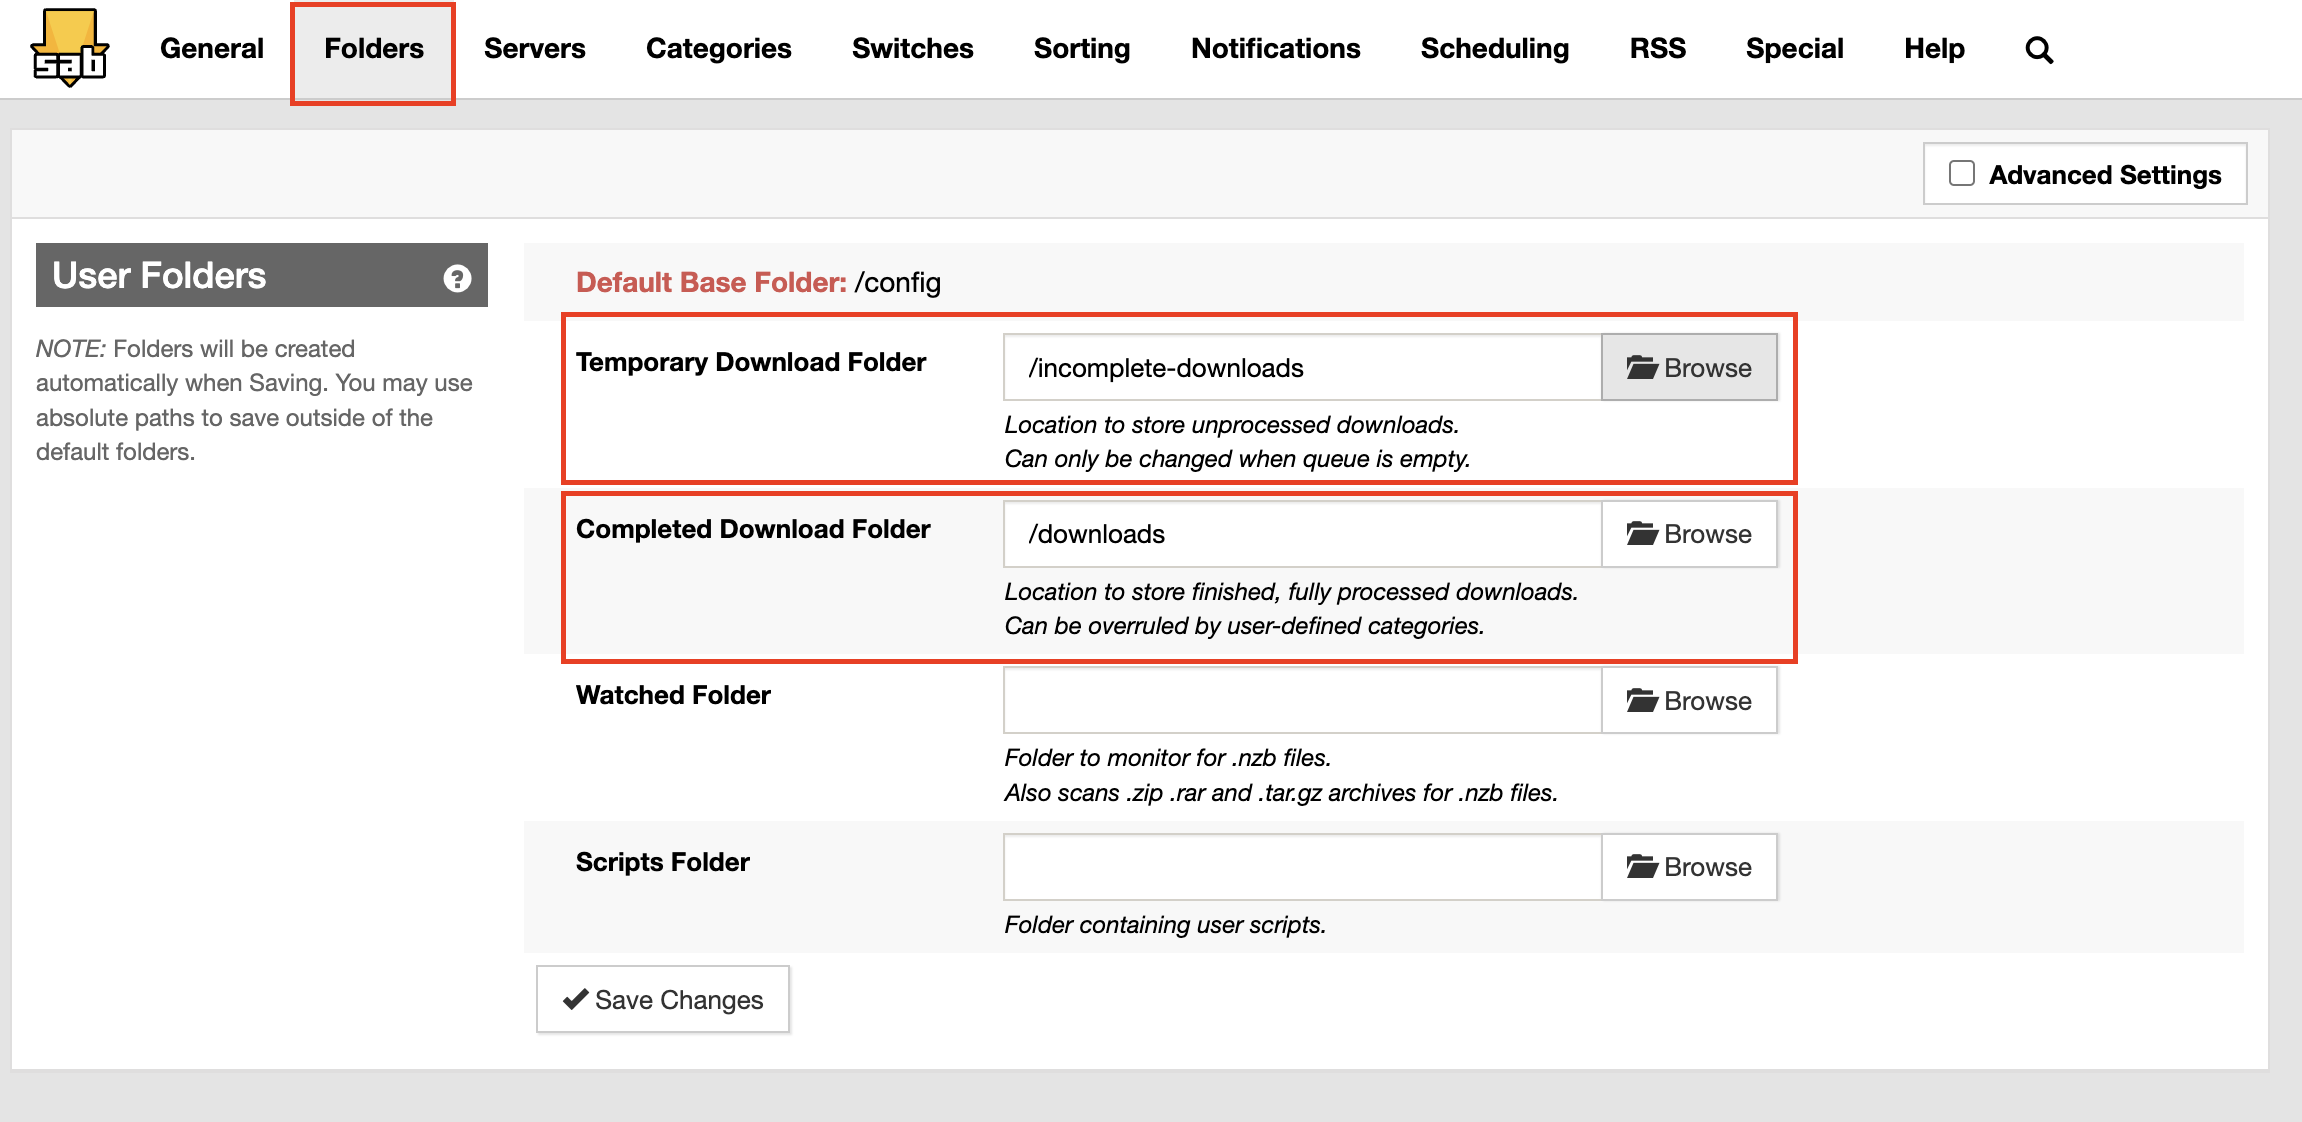 sab
General
Folders
Servers
Categories
Switches
Sorting
Notifications
Scheduling
RSS
Special
Help
Advanced Settings
User Folders
?
NOTE: Folders will be created
automatically when Saving. You may use
absolute paths to save outside of the
default folders.
Default Base Folder: /config
Temporary Download Folder
/incomplete-downloads
Browse
Location to store unprocessed downloads.
Can only be changed when queue is empty.
Completed Download Folder
/downloads
Browse
Location to store finished, fully processed downloads.
Can be overruled by user-defined categories.
Watched Folder
Browse
Folder to monitor for .nzb files.
Also scans .zip .rar and .tar.gz archives for .nzb files.
Scripts Folder
Browse
Folder containing user scripts.
Save Changes